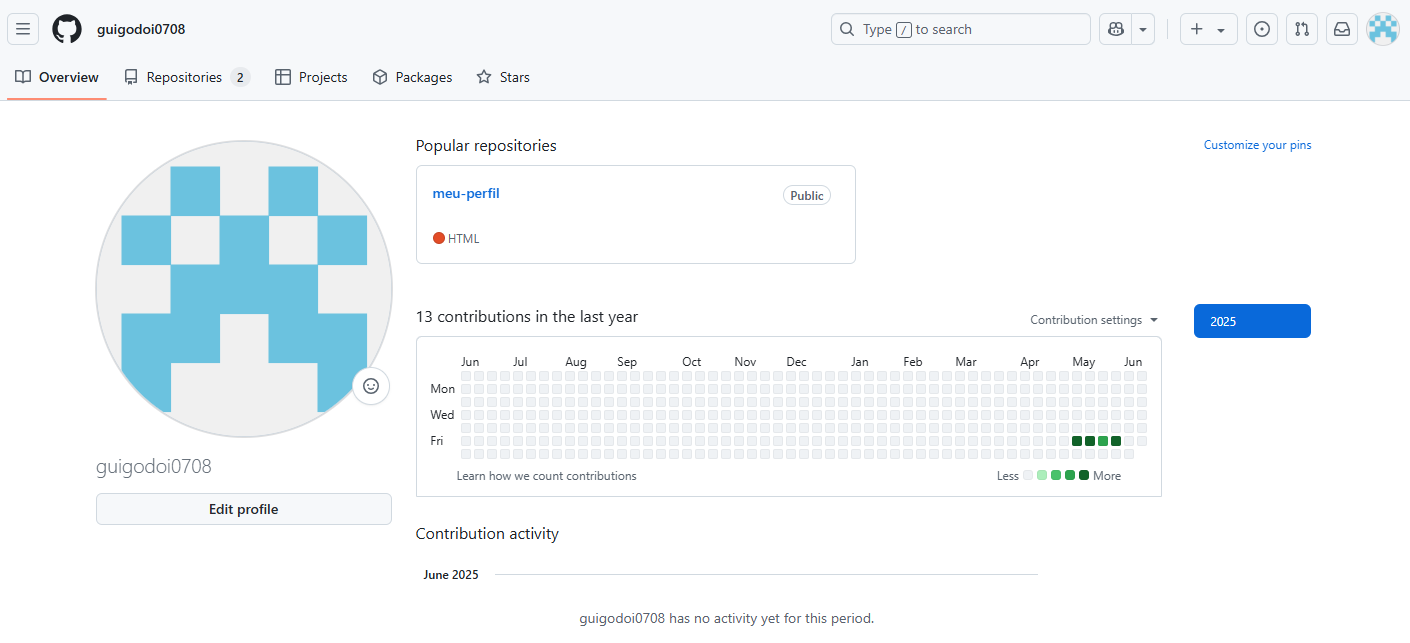 guigodoi0708
Type / to search
Overview Repositories 2 Projects Packages Stars
Popular repositories
Customize your pins
meu-perfil
Public
HTML
13 contributions in the last year
Contribution settings
2025
Jun Jul Aug Sep Oct Nov Dec Jan Feb Mar Apr May Jun
Mon
Wed
Fri
Learn how we count contributions
Less More
guigodoi0708
Edit profile
Contribution activity
June 2025
guigodoi0708 has no activity yet for this period.